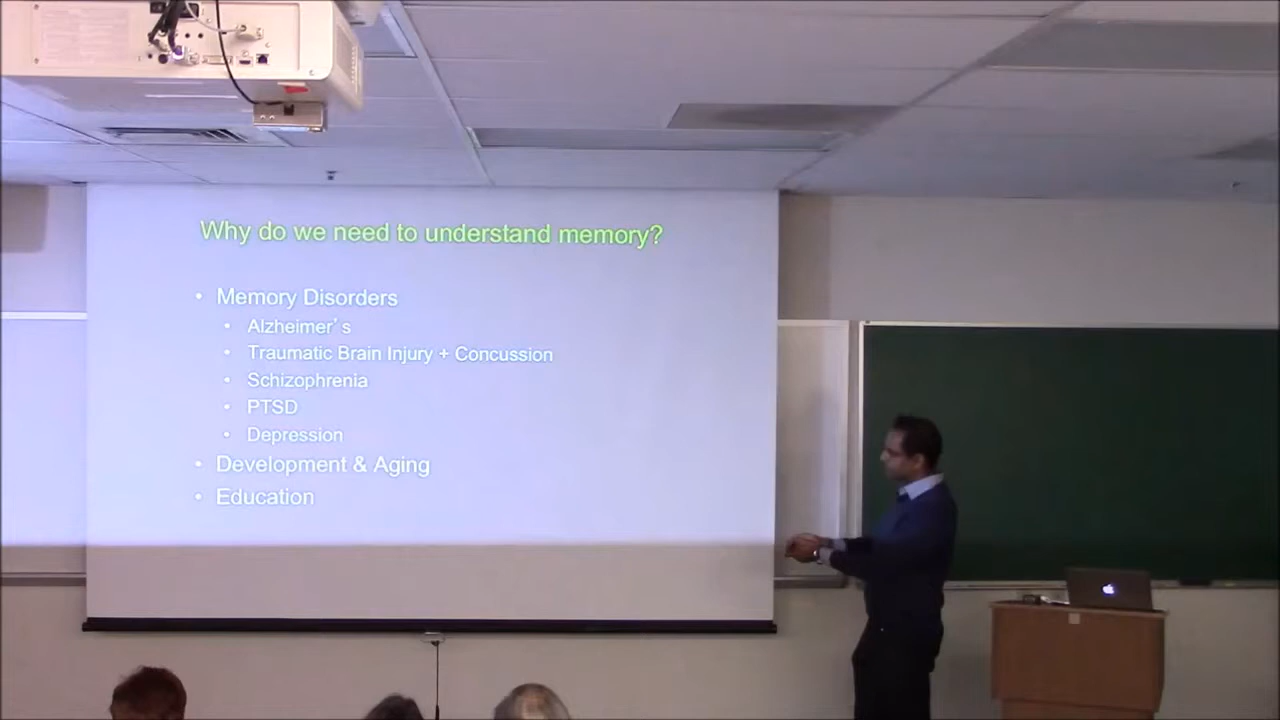 Why do we need to understand memory?
• Memory Disorders
• Alzheimer's
• Traumatic Brain Injury + Concussion
• Schizophrenia
• PTSD
• Depression
• Development & Aging
• Education